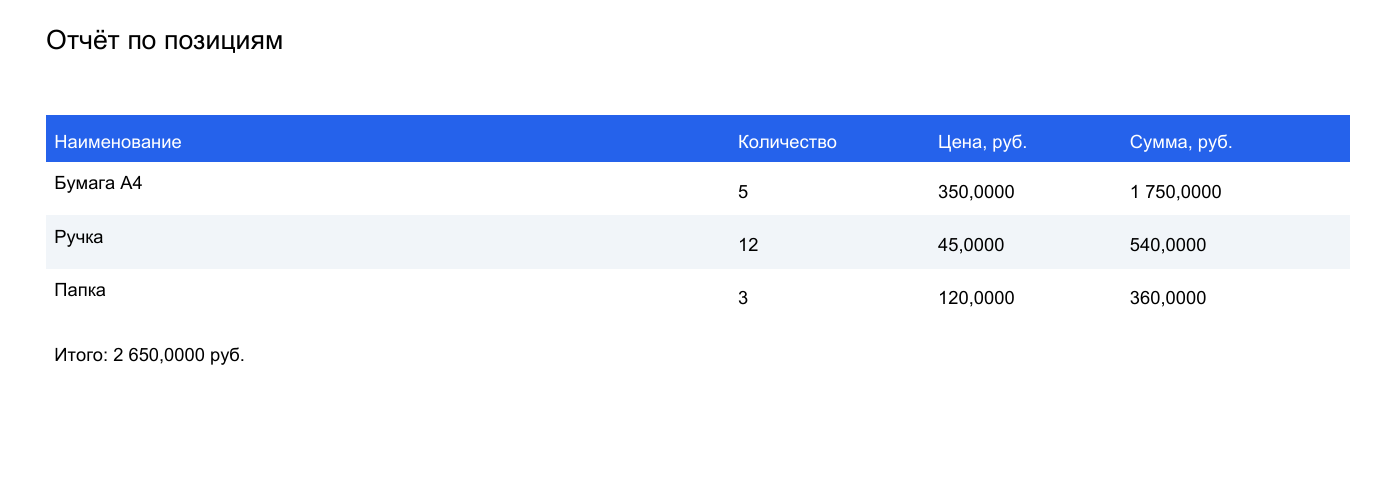 Отчёт по позициям
Наименование Количество Цена, руб. Сумма, руб.
Бумага А4 5 350,0000 1 750,0000
Ручка 12 45,0000 540,0000
Папка 3 120,0000 360,0000
Итого: 2 650,0000 руб.